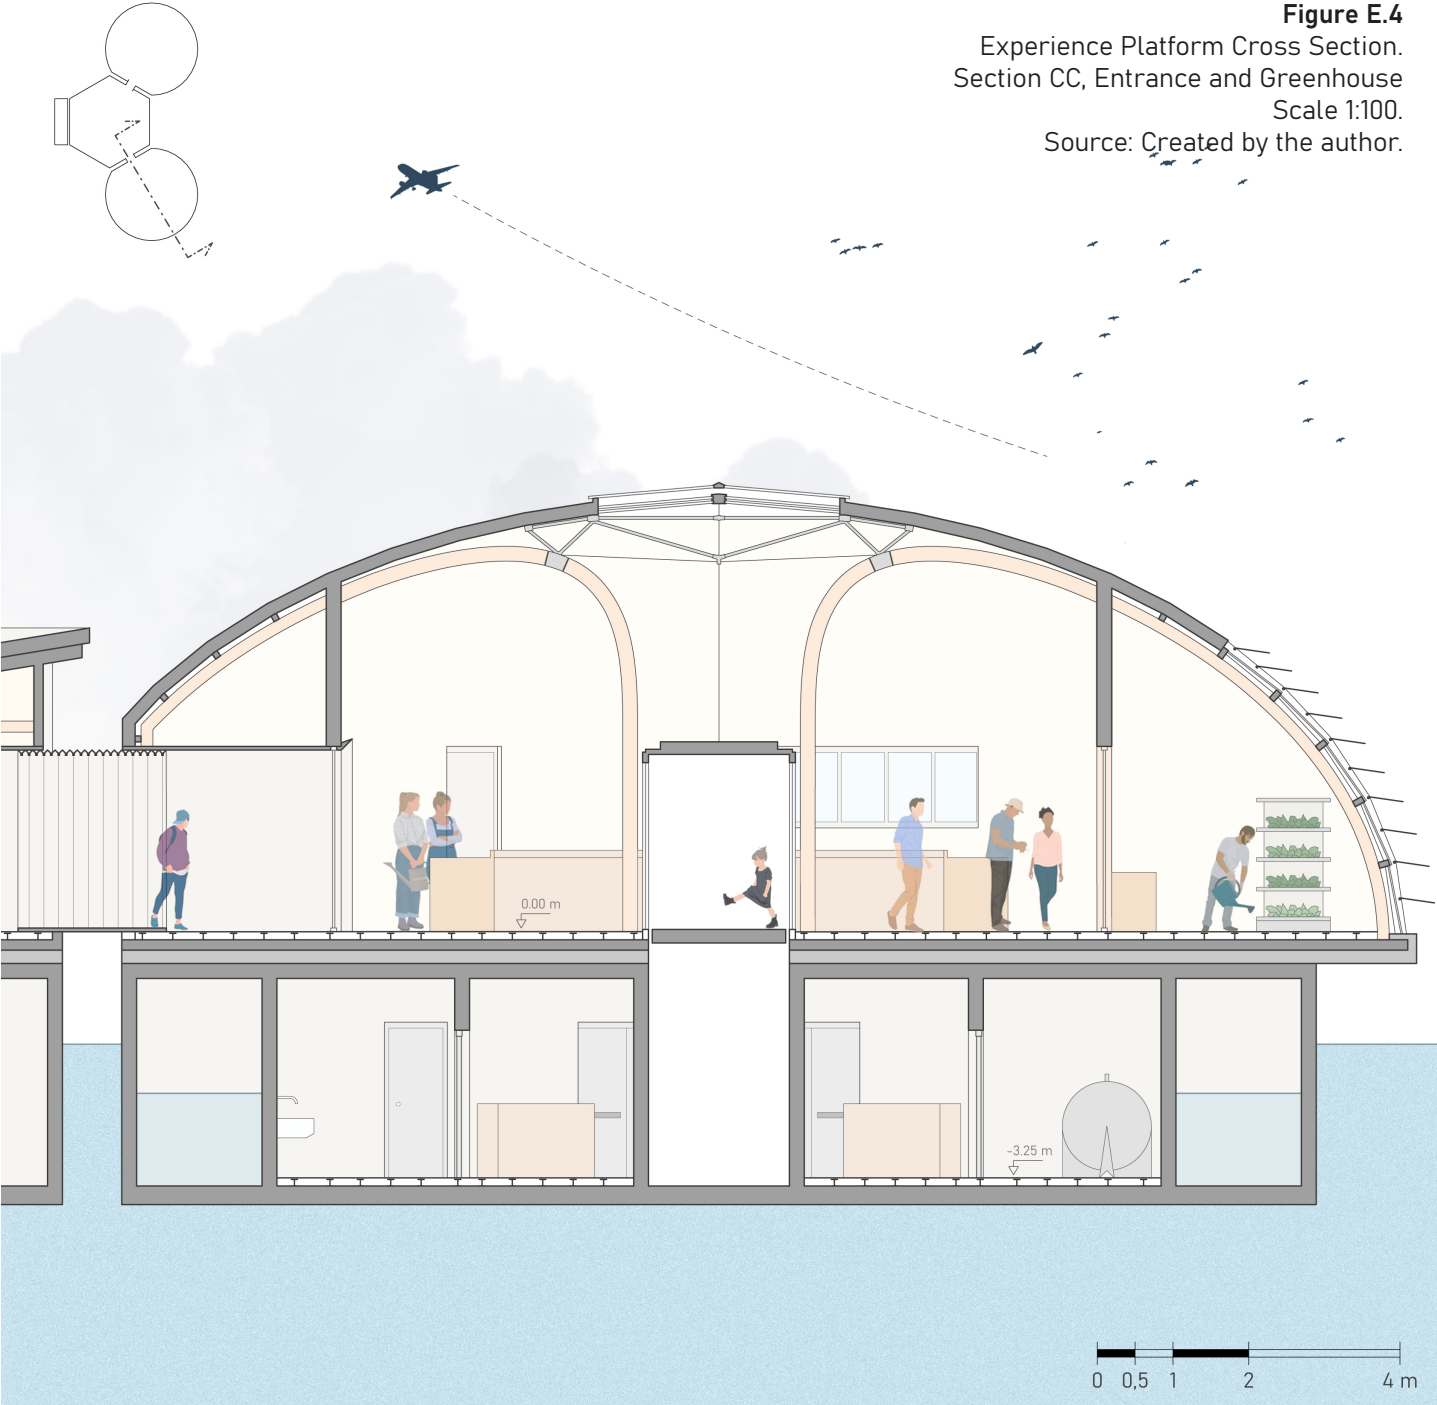 Figure E.4
Experience Platform Cross Section.
Section CC, Entrance and Greenhouse
Scale 1:100.
Source: Created by the author.
0.00 m
-3.25 m
0 0,5 1 2 4 m